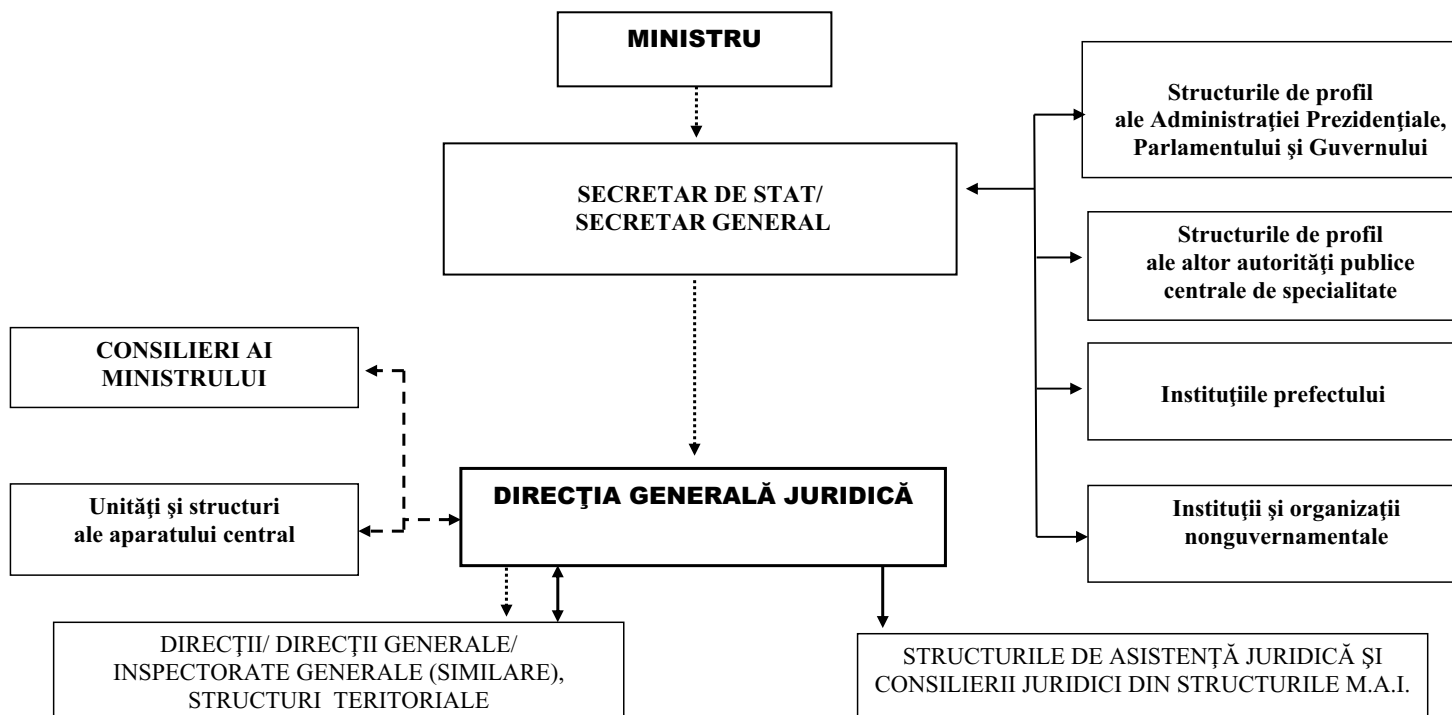 MINISTRU
Structurile de profil
ale Administraţiei Prezidenţiale,
Parlamentului şi Guvernului
SECRETAR DE STAT/
SECRETAR GENERAL
Structurile de profil
ale altor autorităţi publice
centrale de specialitate
CONSILIERI AI
MINISTRULUI
Instituţiile prefectului
DIRECŢIA GENERALĂ JURIDICĂ
Unităţi şi structuri
ale aparatului central
Instituţii şi organizaţii
nonguvernamentale
DIRECŢII/ DIRECŢII GENERALE/
INSPECTORATE GENERALE (SIMILARE),
STRUCTURI TERITORIALE
STRUCTURILE DE ASISTENŢĂ JURIDICĂ ŞI
CONSILIERII JURIDICI DIN STRUCTURILE M.A.I.